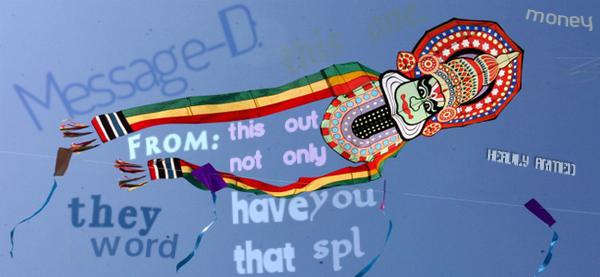 money
this one.
Message-D.
FROM:
this out
not only
HEAVILY ARMED
they
word
have you
that spl